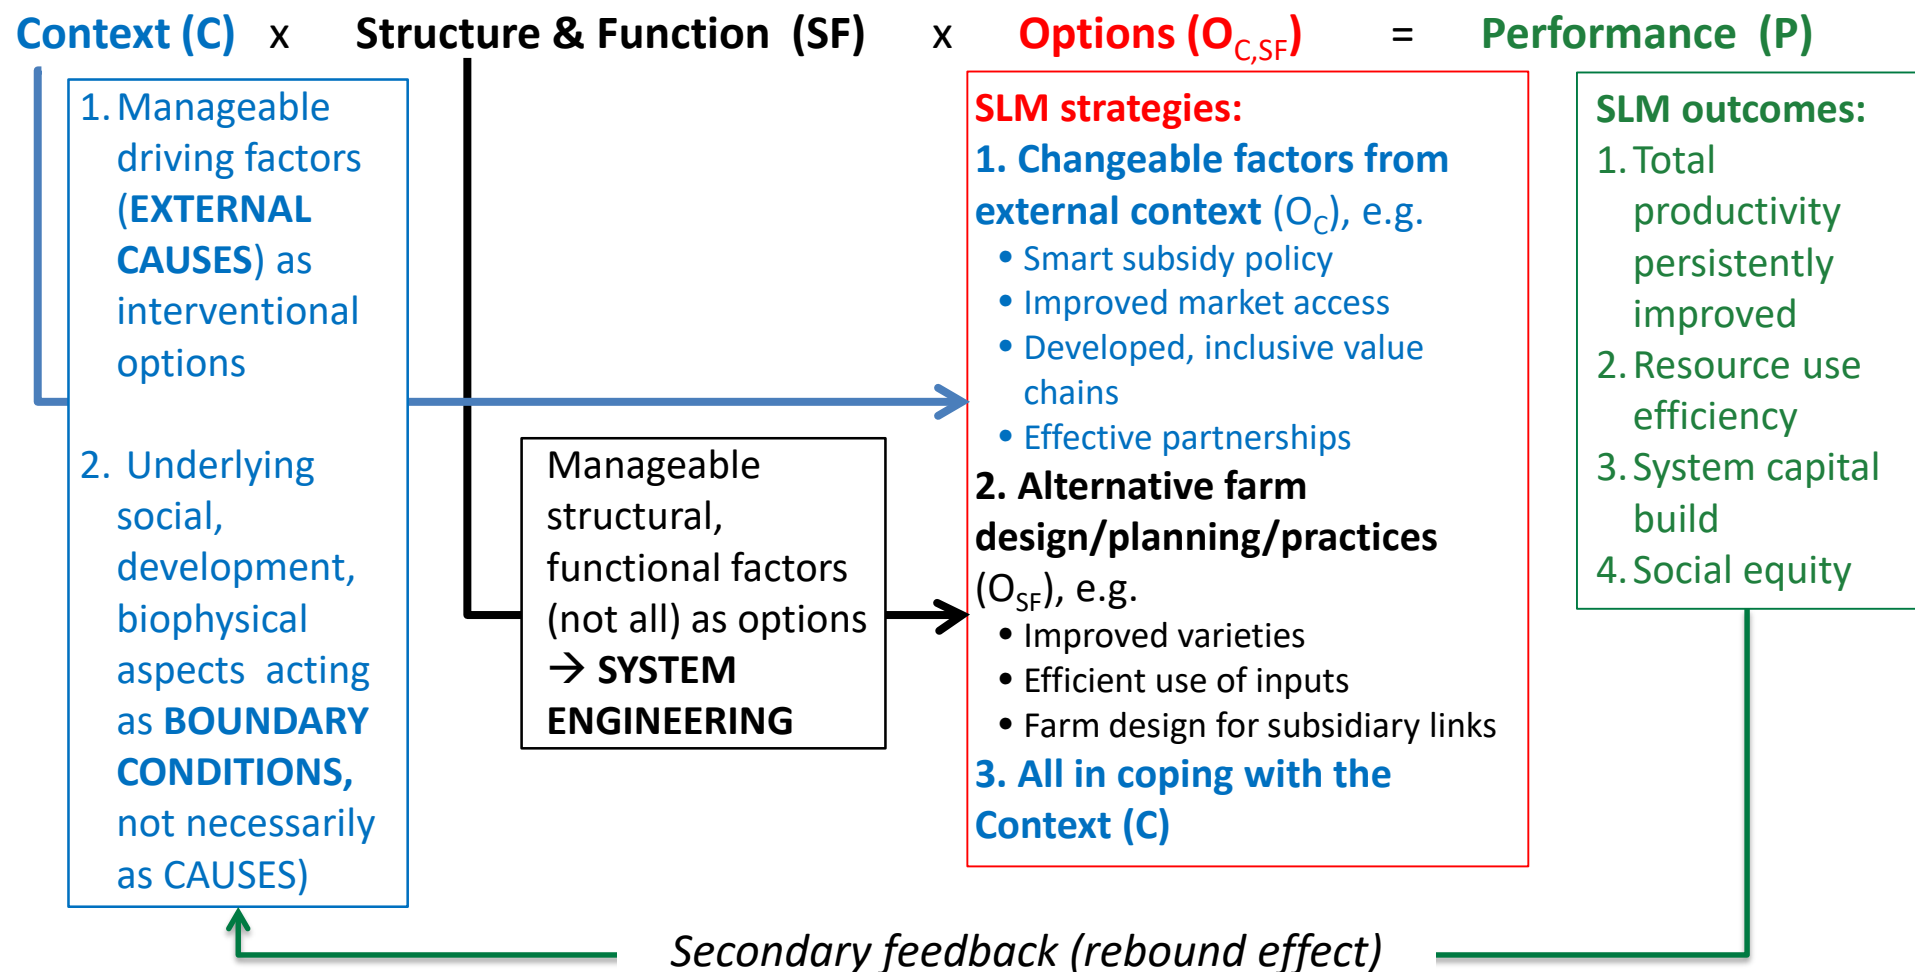 Context (C) x Structure & Function (SF) x Options (O_C,SF) = Performance (P)
1. Manageable
driving factors
(EXTERNAL
CAUSES) as
interventional
options
2. Underlying
social,
development,
biophysical
aspects acting
as BOUNDARY
CONDITIONS,
not necessarily
as CAUSES)
Manageable
structural,
functional factors
(not all) as options
→ SYSTEM
ENGINEERING
SLM strategies:
1. Changeable factors from
external context (O_C), e.g.
• Smart subsidy policy
• Improved market access
• Developed, inclusive value
chains
• Effective partnerships
2. Alternative farm
design/planning/practices
(O_SF), e.g.
• Improved varieties
• Efficient use of inputs
• Farm design for subsidiary links
3. All in coping with the
Context (C)
SLM outcomes:
1. Total
productivity
persistently
improved
2. Resource use
efficiency
3. System capital
build
4. Social equity
Secondary feedback (rebound effect)